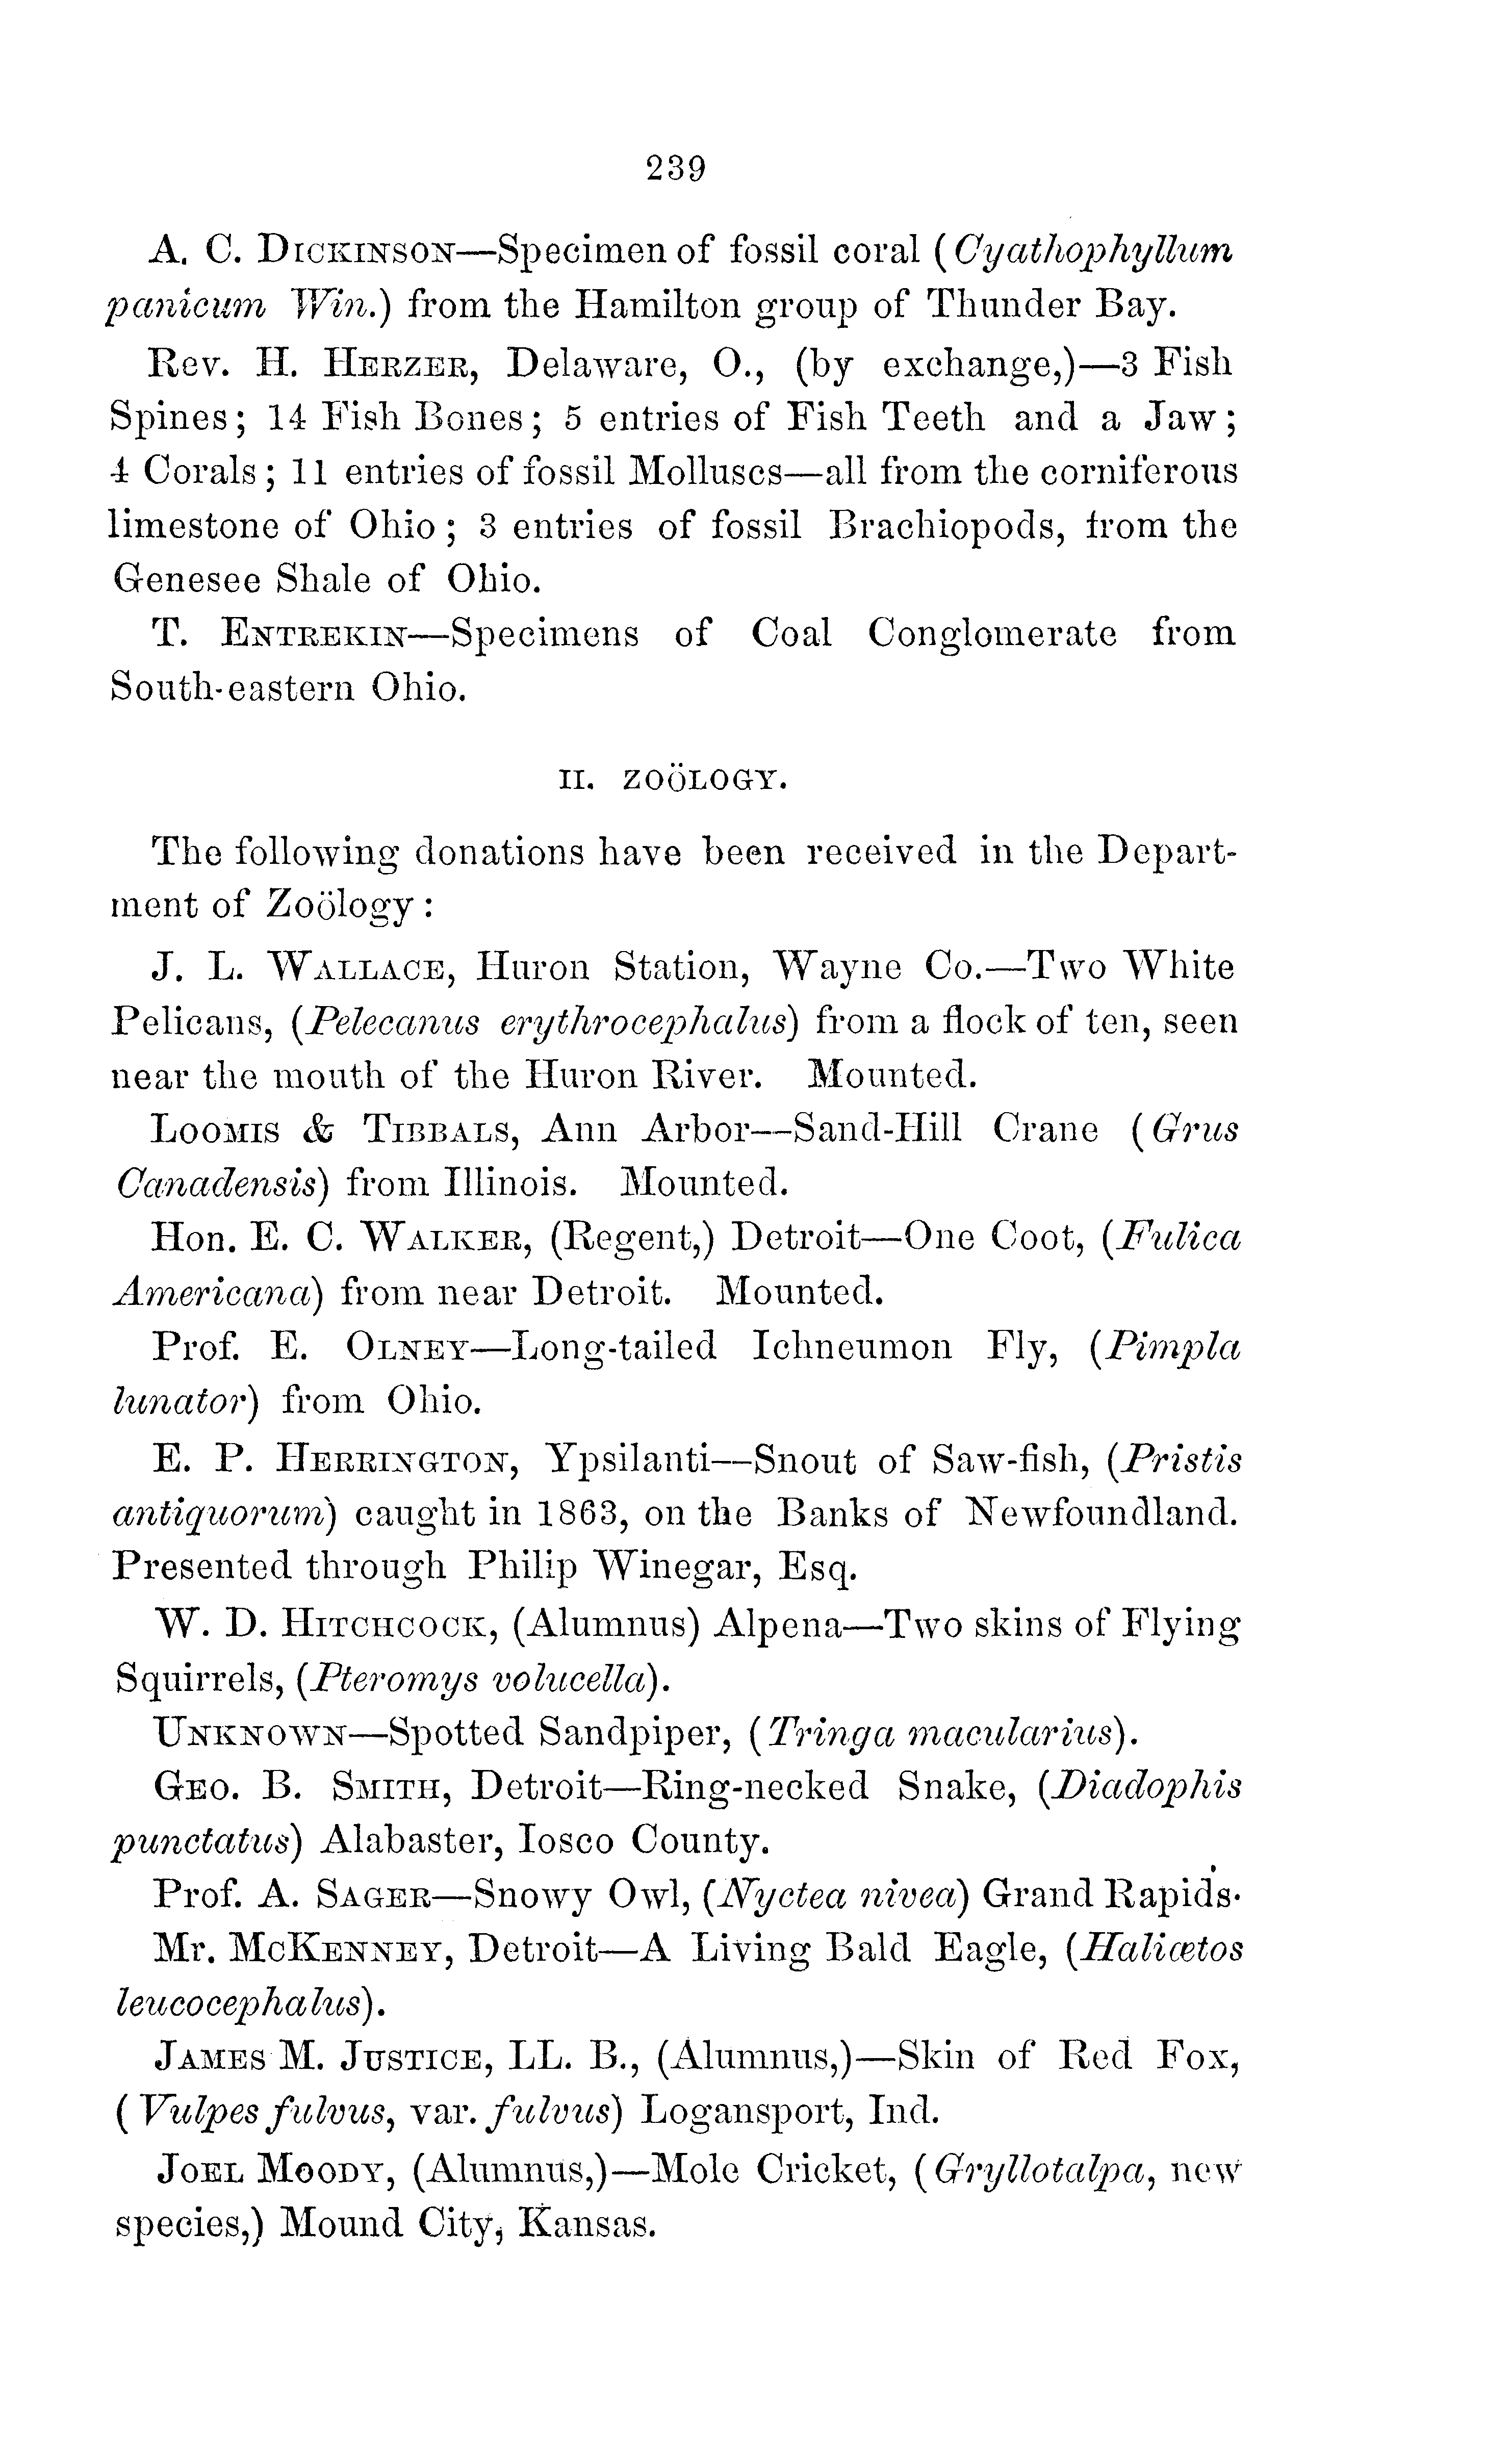 239
A. C. DICKINSON—Specimen of fossil coral (Cyathophyllum
panicum Win.) from the Hamilton group of Thunder Bay.
Rev. H. HERZER, Delaware, O., (by exchange,)—3 Fish
Spines; 14 Fish Bones; 5 entries of Fish Teeth and a Jaw;
4 Corals; 11 entries of fossil Molluscs—all from the corniferous
limestone of Ohio; 3 entries of fossil Brachiopods, from the
Genesee Shale of Ohio.
T. ENTREKIN—Specimens of Coal Conglomerate from
South-eastern Ohio.
II. ZOÖLOGY.
The following donations have been received in the Depart-
ment of Zoölogy:
J. L. WALLACE, Huron Station, Wayne Co.—Two White
Pelicans, (Pelecanus erythrocephalus) from a flock of ten, seen
near the mouth of the Huron River. Mounted.
LOOMIS & TIBBALS, Ann Arbor—Sand-Hill Crane (Grus
Canadensis) from Illinois. Mounted.
Hon. E. C. WALKER, (Regent,) Detroit—One Coot, (Fulica
Americana) from near Detroit. Mounted.
Prof. E. OLNEY—Long-tailed Ichneumon Fly, (Pimpla
lunator) from Ohio.
E. P. HERRINGTON, Ypsilanti—Snout of Saw-fish, (Pristis
antiquorum) caught in 1863, on the Banks of Newfoundland.
Presented through Philip Winegar, Esq.
W. D. HITCHCOCK, (Alumnus) Alpena—Two skins of Flying
Squirrels, (Pteromys volucella).
UNKNOWN—Spotted Sandpiper, (Tringa macularius).
GEO. B. SMITH, Detroit—Ring-necked Snake, (Diadophis
punctatus) Alabaster, Iosco County.
Prof. A. SAGER—Snowy Owl, (Nyctea nivea) Grand Rapids.
Mr. MCKENNEY, Detroit—A Living Bald Eagle, (Haliœtos
leucocephalus).
JAMES M. JUSTICE, LL. B., (Alumnus,)—Skin of Red Fox,
(Vulpes fulvus, var. fulvus) Logansport, Ind.
JOEL MOODY, (Alumnus,)—Mole Cricket, (Gryllotalpa, new
species,) Mound City, Kansas.